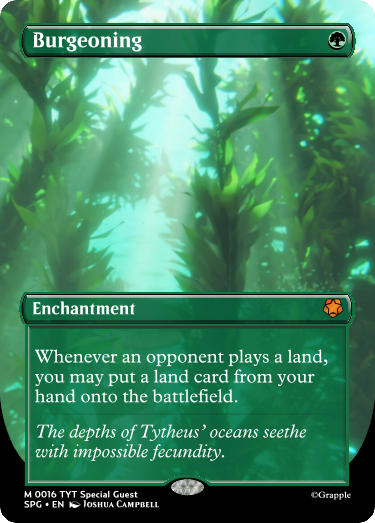 Burgeoning
Enchantment
Whenever an opponent plays a land,
you may put a land card from your
hand onto the battlefield.
The depths of Tytheus’ oceans seethe
with impossible fecundity.
M 0016 TYT Special Guest
SPG • EN Joshua Campbell
©Grapple